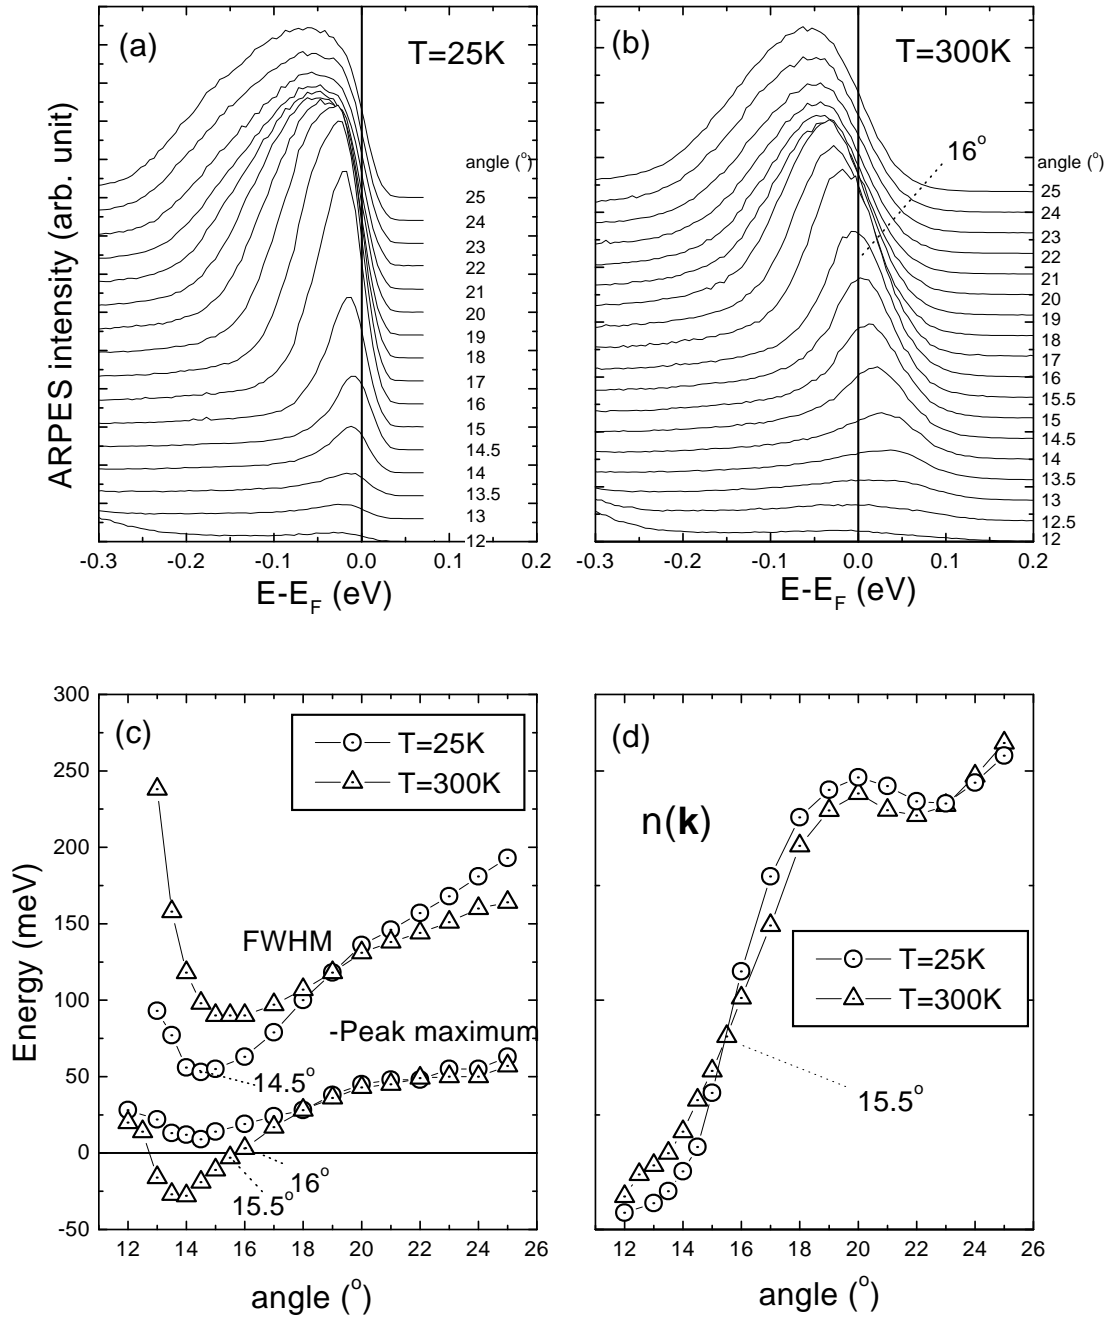 (a)
T=25K
ARPES intensity (arb. unit)
angle (°)
25
24
23
22
21
20
19
18
17
16
15
14.5
14
13.5
13
12
-0.3 -0.2 -0.1 0.0 0.1 0.2
E-E_F (eV)
(b)
T=300K
16°
angle (°)
25
24
23
22
21
20
19
18
17
16
15.5
15
14.5
14
13.5
13
12.5
12
-0.3 -0.2 -0.1 0.0 0.1 0.2
E-E_F (eV)
(c)
T=25K
T=300K
300
250
200
150
100
50
0
-50
Energy (meV)
FWHM
-Peak maximum
14.5°
16°
15.5°
12 14 16 18 20 22 24 26
angle (°)
(d)
n(k)
T=25K
T=300K
15.5°
12 14 16 18 20 22 24 26
angle (°)